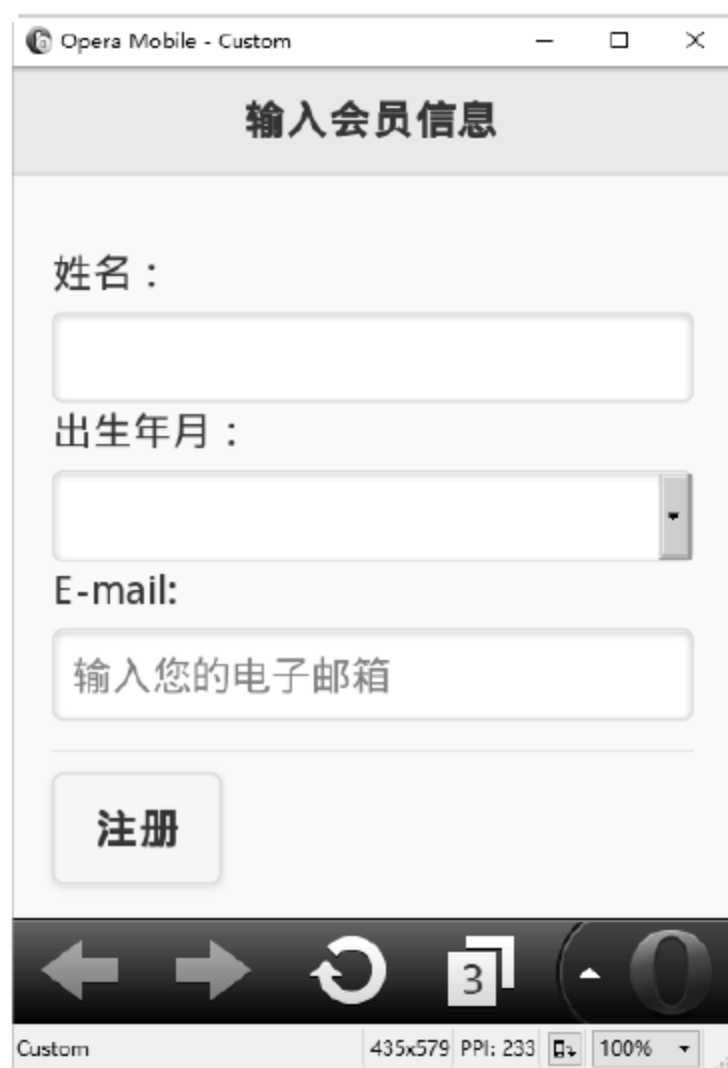 Opera Mobile - Custom
输入会员信息
姓名：
出生年月：
E-mail:
输入您的电子邮箱
注册
3
Custom 435x579 PPI: 233 100%